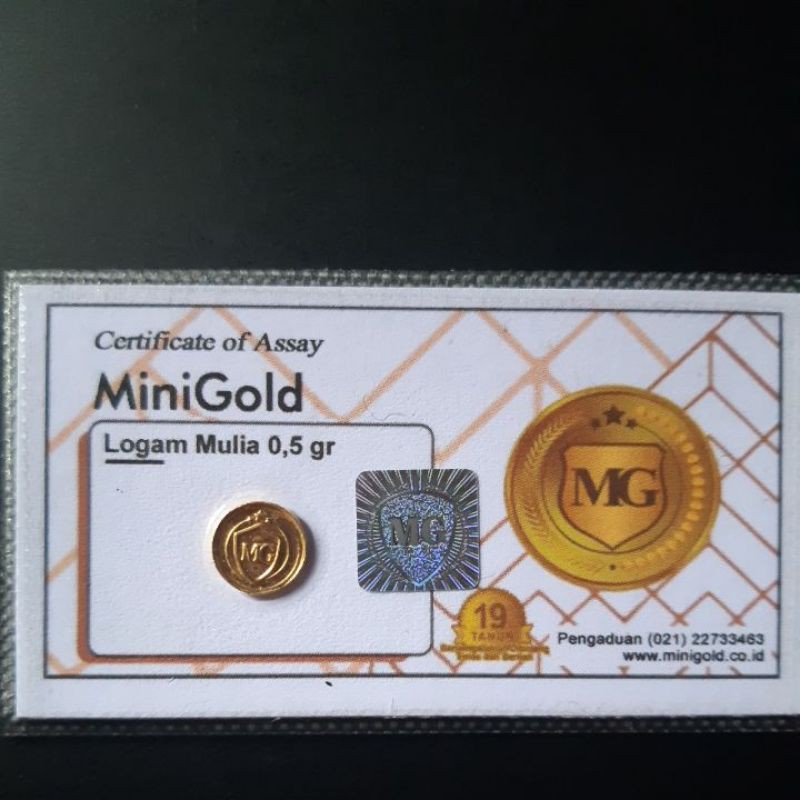 Certificate of Assay
MiniGold
Logam Mulia 0,5 gr
MG
MG
MG
19
TAHUN
Pengaduan (021) 22733463
www.minigold.co.id